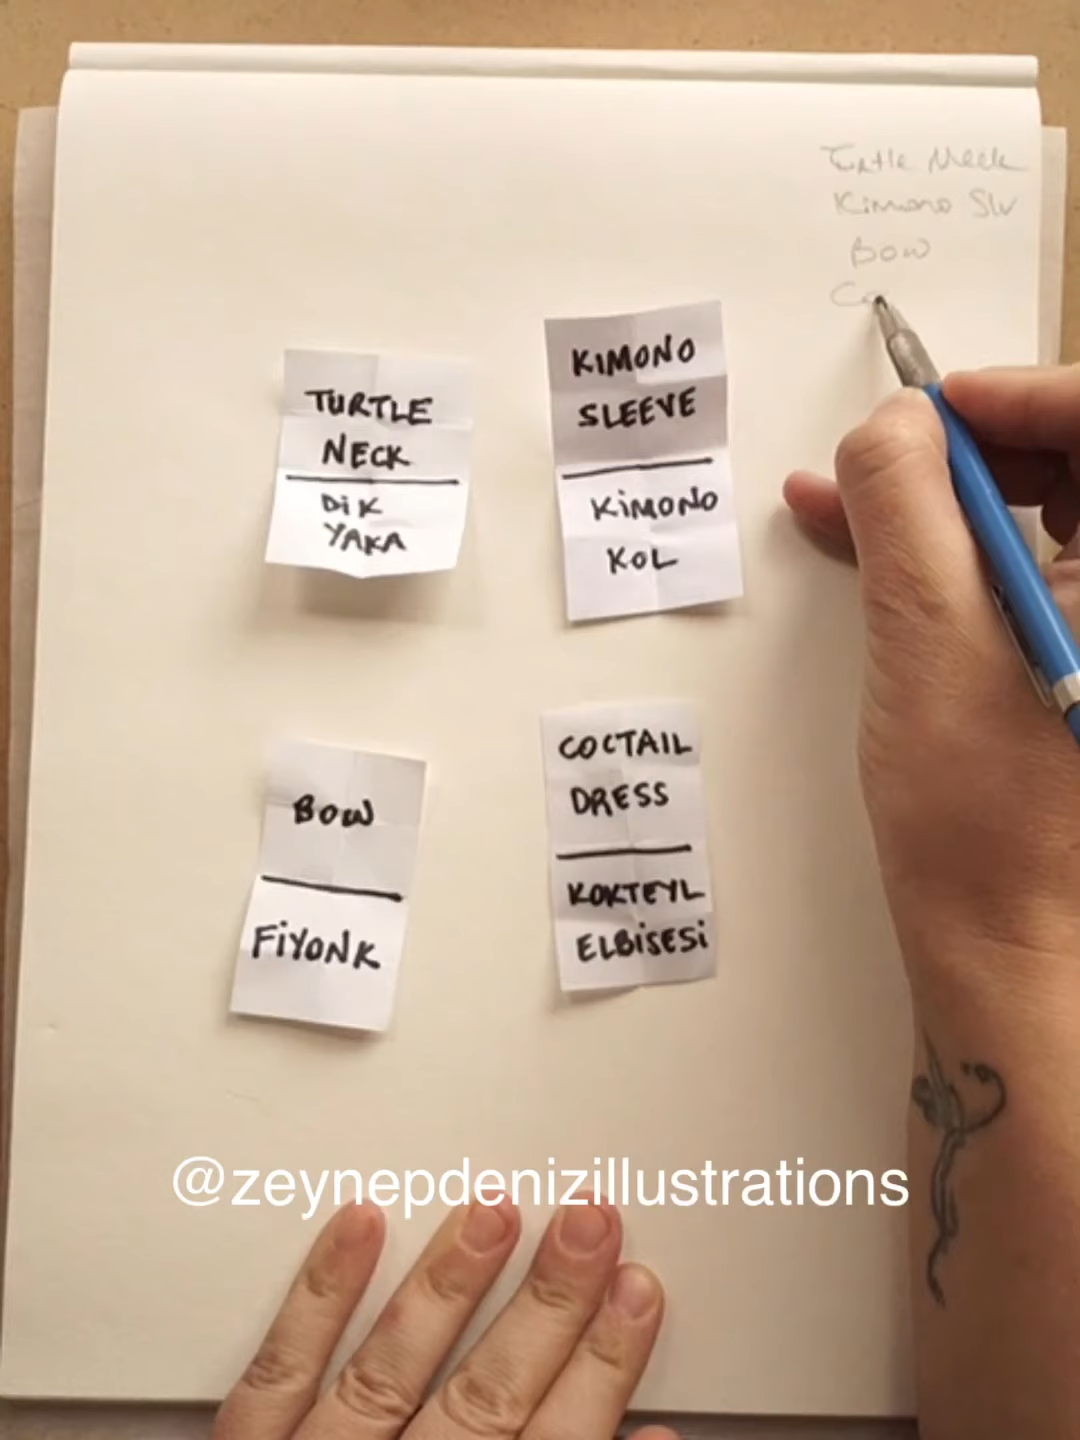 Turtle Neck
Kimono Slv
Bow
Co
TURTLE
NECK
DiK
YAKA
KIMONO
SLEEVE
KiMONO
KOL
BOW
FiYONK
COCTAIL
DRESS
KOKTEYL
ELBiSESi
@zeynepdenizillustrations